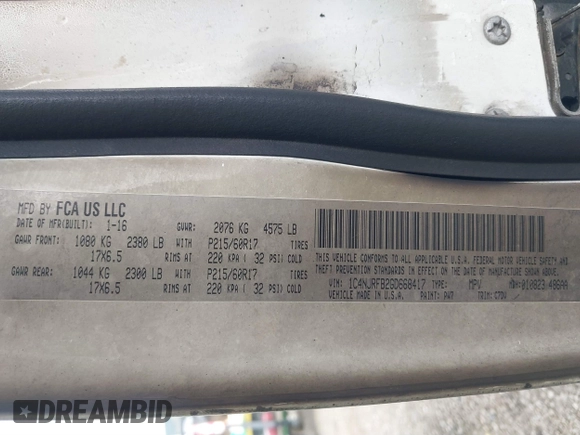 MFD BY FCA US LLC
DATE OF MFR(BUILT): 1-16 GVWR: 2076 KG 4575 LB
GAWR FRONT: 1080 KG 2380 LB WITH P215/60R17 TIRES
17X6.5 RIMS AT 220 KPA ( 32 PSI) COLD
GAWR REAR: 1044 KG 2300 LB WITH P215/60R17 TIRES
17X6.5 RIMS AT 220 KPA ( 32 PSI) COLD
THIS VEHICLE CONFORMS TO ALL APPLICABLE U.S.A. FEDERAL MOTOR VEHICLE SAFETY AND
THEFT PREVENTION STANDARDS IN EFFECT ON THE DATE OF MANUFACTURE SHOWN ABOVE.
VIN: 1C4NJRFB2GD668417 TYPE: MPV MDH: 010823 486AA
VEHICLE MADE IN U.S.A. PAINT: PW7 TRIM:
DREAMBID